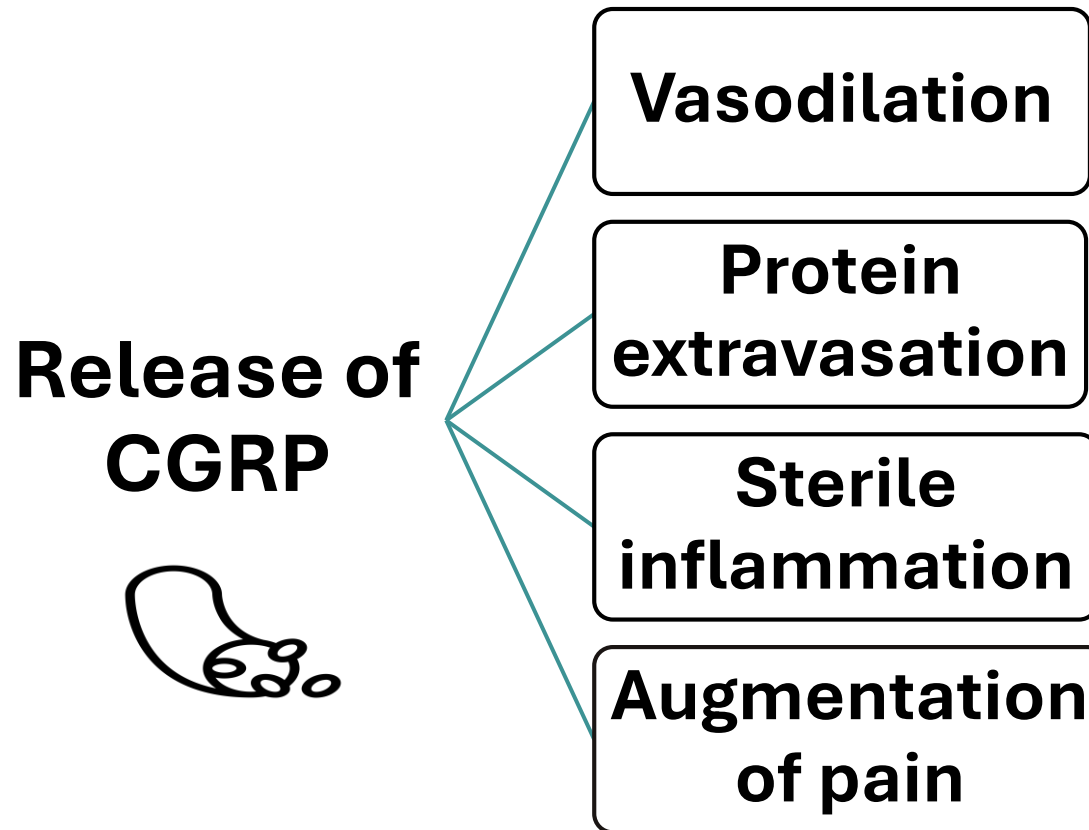 Release of
CGRP
Vasodilation
Protein
extravasation
Sterile
inflammation
Augmentation
of pain